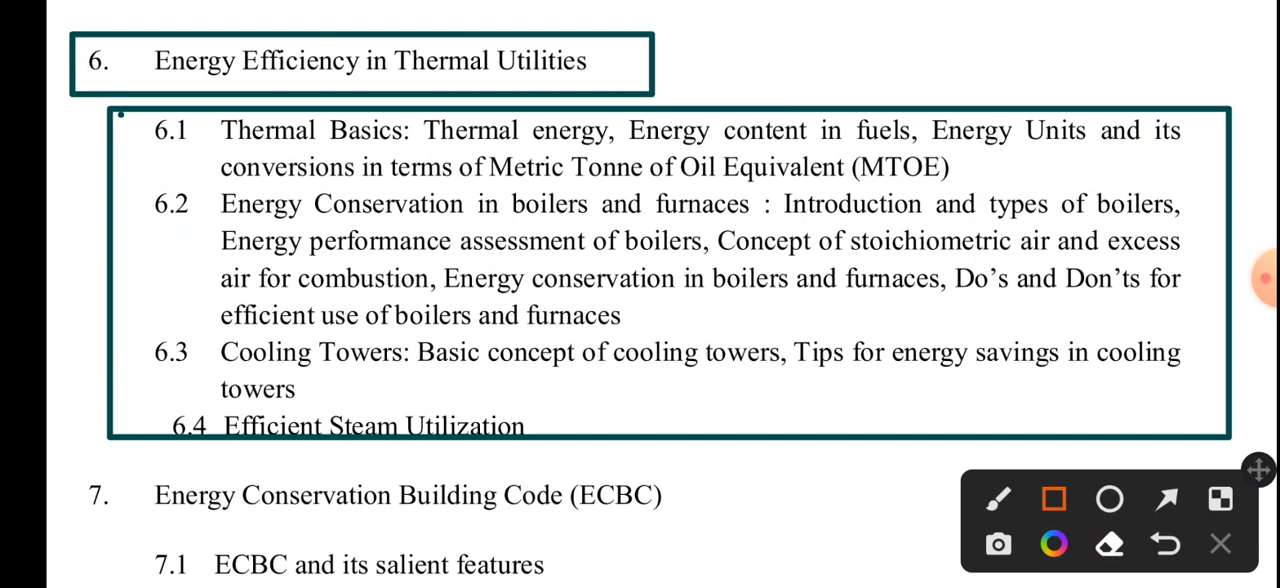 6. Energy Efficiency in Thermal Utilities
6.1 Thermal Basics: Thermal energy, Energy content in fuels, Energy Units and its
conversions in terms of Metric Tonne of Oil Equivalent (MTOE)
6.2 Energy Conservation in boilers and furnaces : Introduction and types of boilers,
Energy performance assessment of boilers, Concept of stoichiometric air and excess
air for combustion, Energy conservation in boilers and furnaces, Do’s and Don’ts for
efficient use of boilers and furnaces
6.3 Cooling Towers: Basic concept of cooling towers, Tips for energy savings in cooling
towers
6.4 Efficient Steam Utilization
7. Energy Conservation Building Code (ECBC)
7.1 ECBC and its salient features